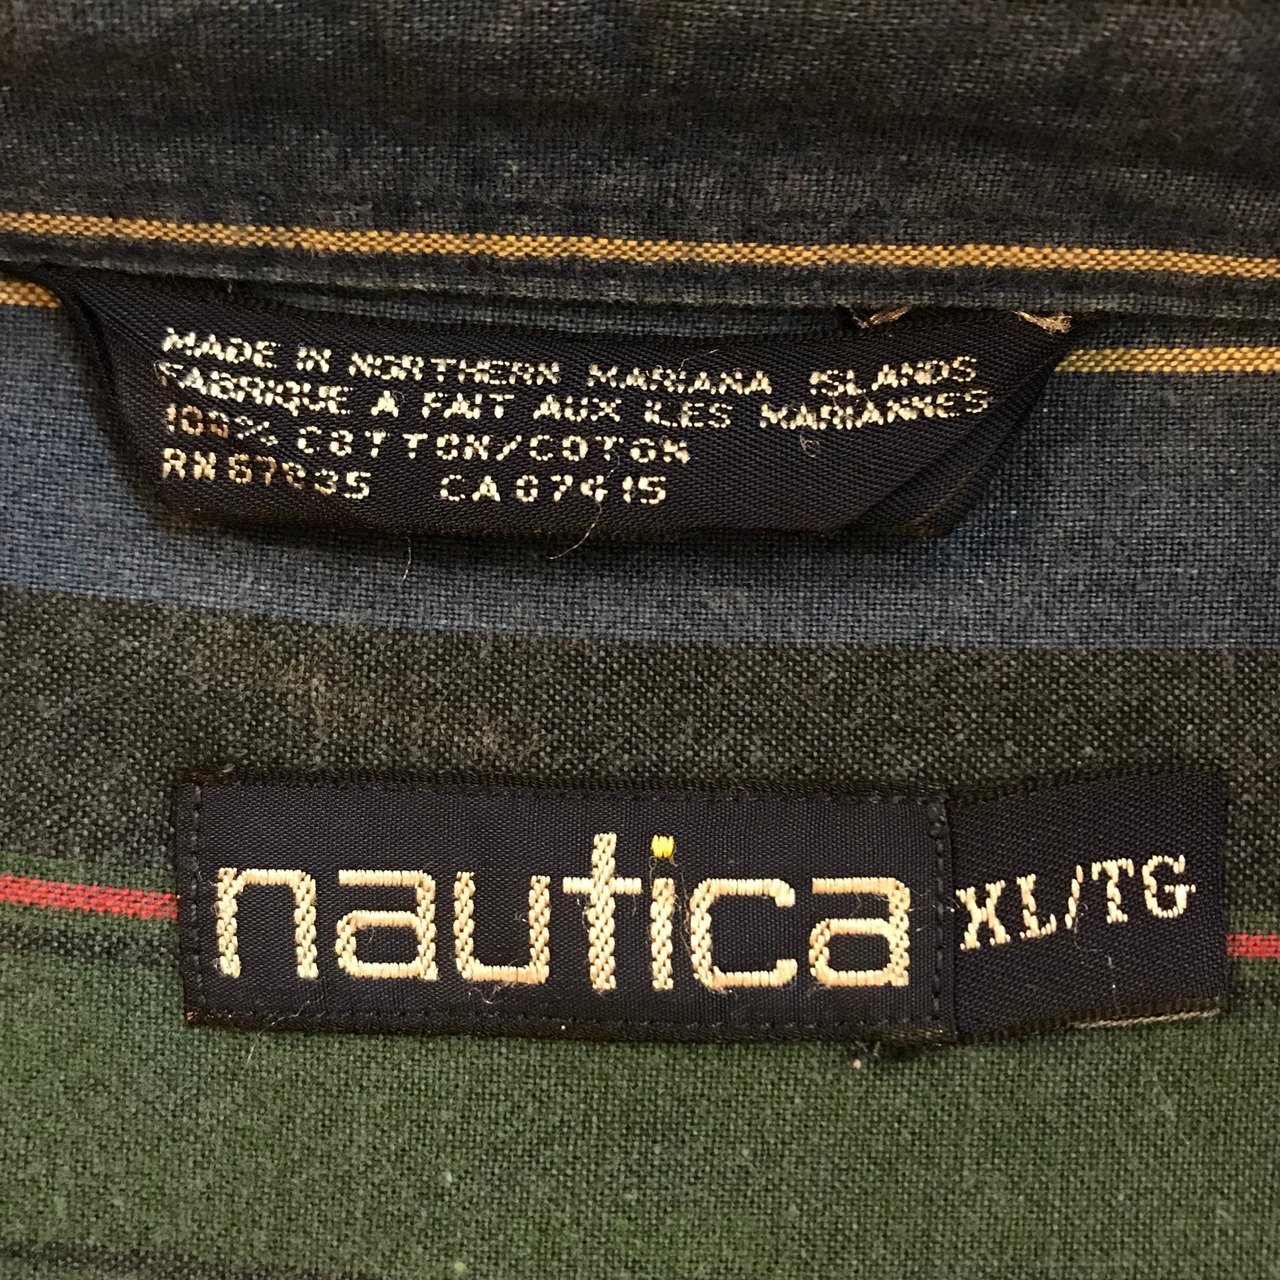 MADE IN NORTHERN MARIANA ISLANDS
FABRIQUE A FAIT AUX ILES MARIANNES
100% COTTON/COTON
RN 67835 CA 07415
nautica XL/TG